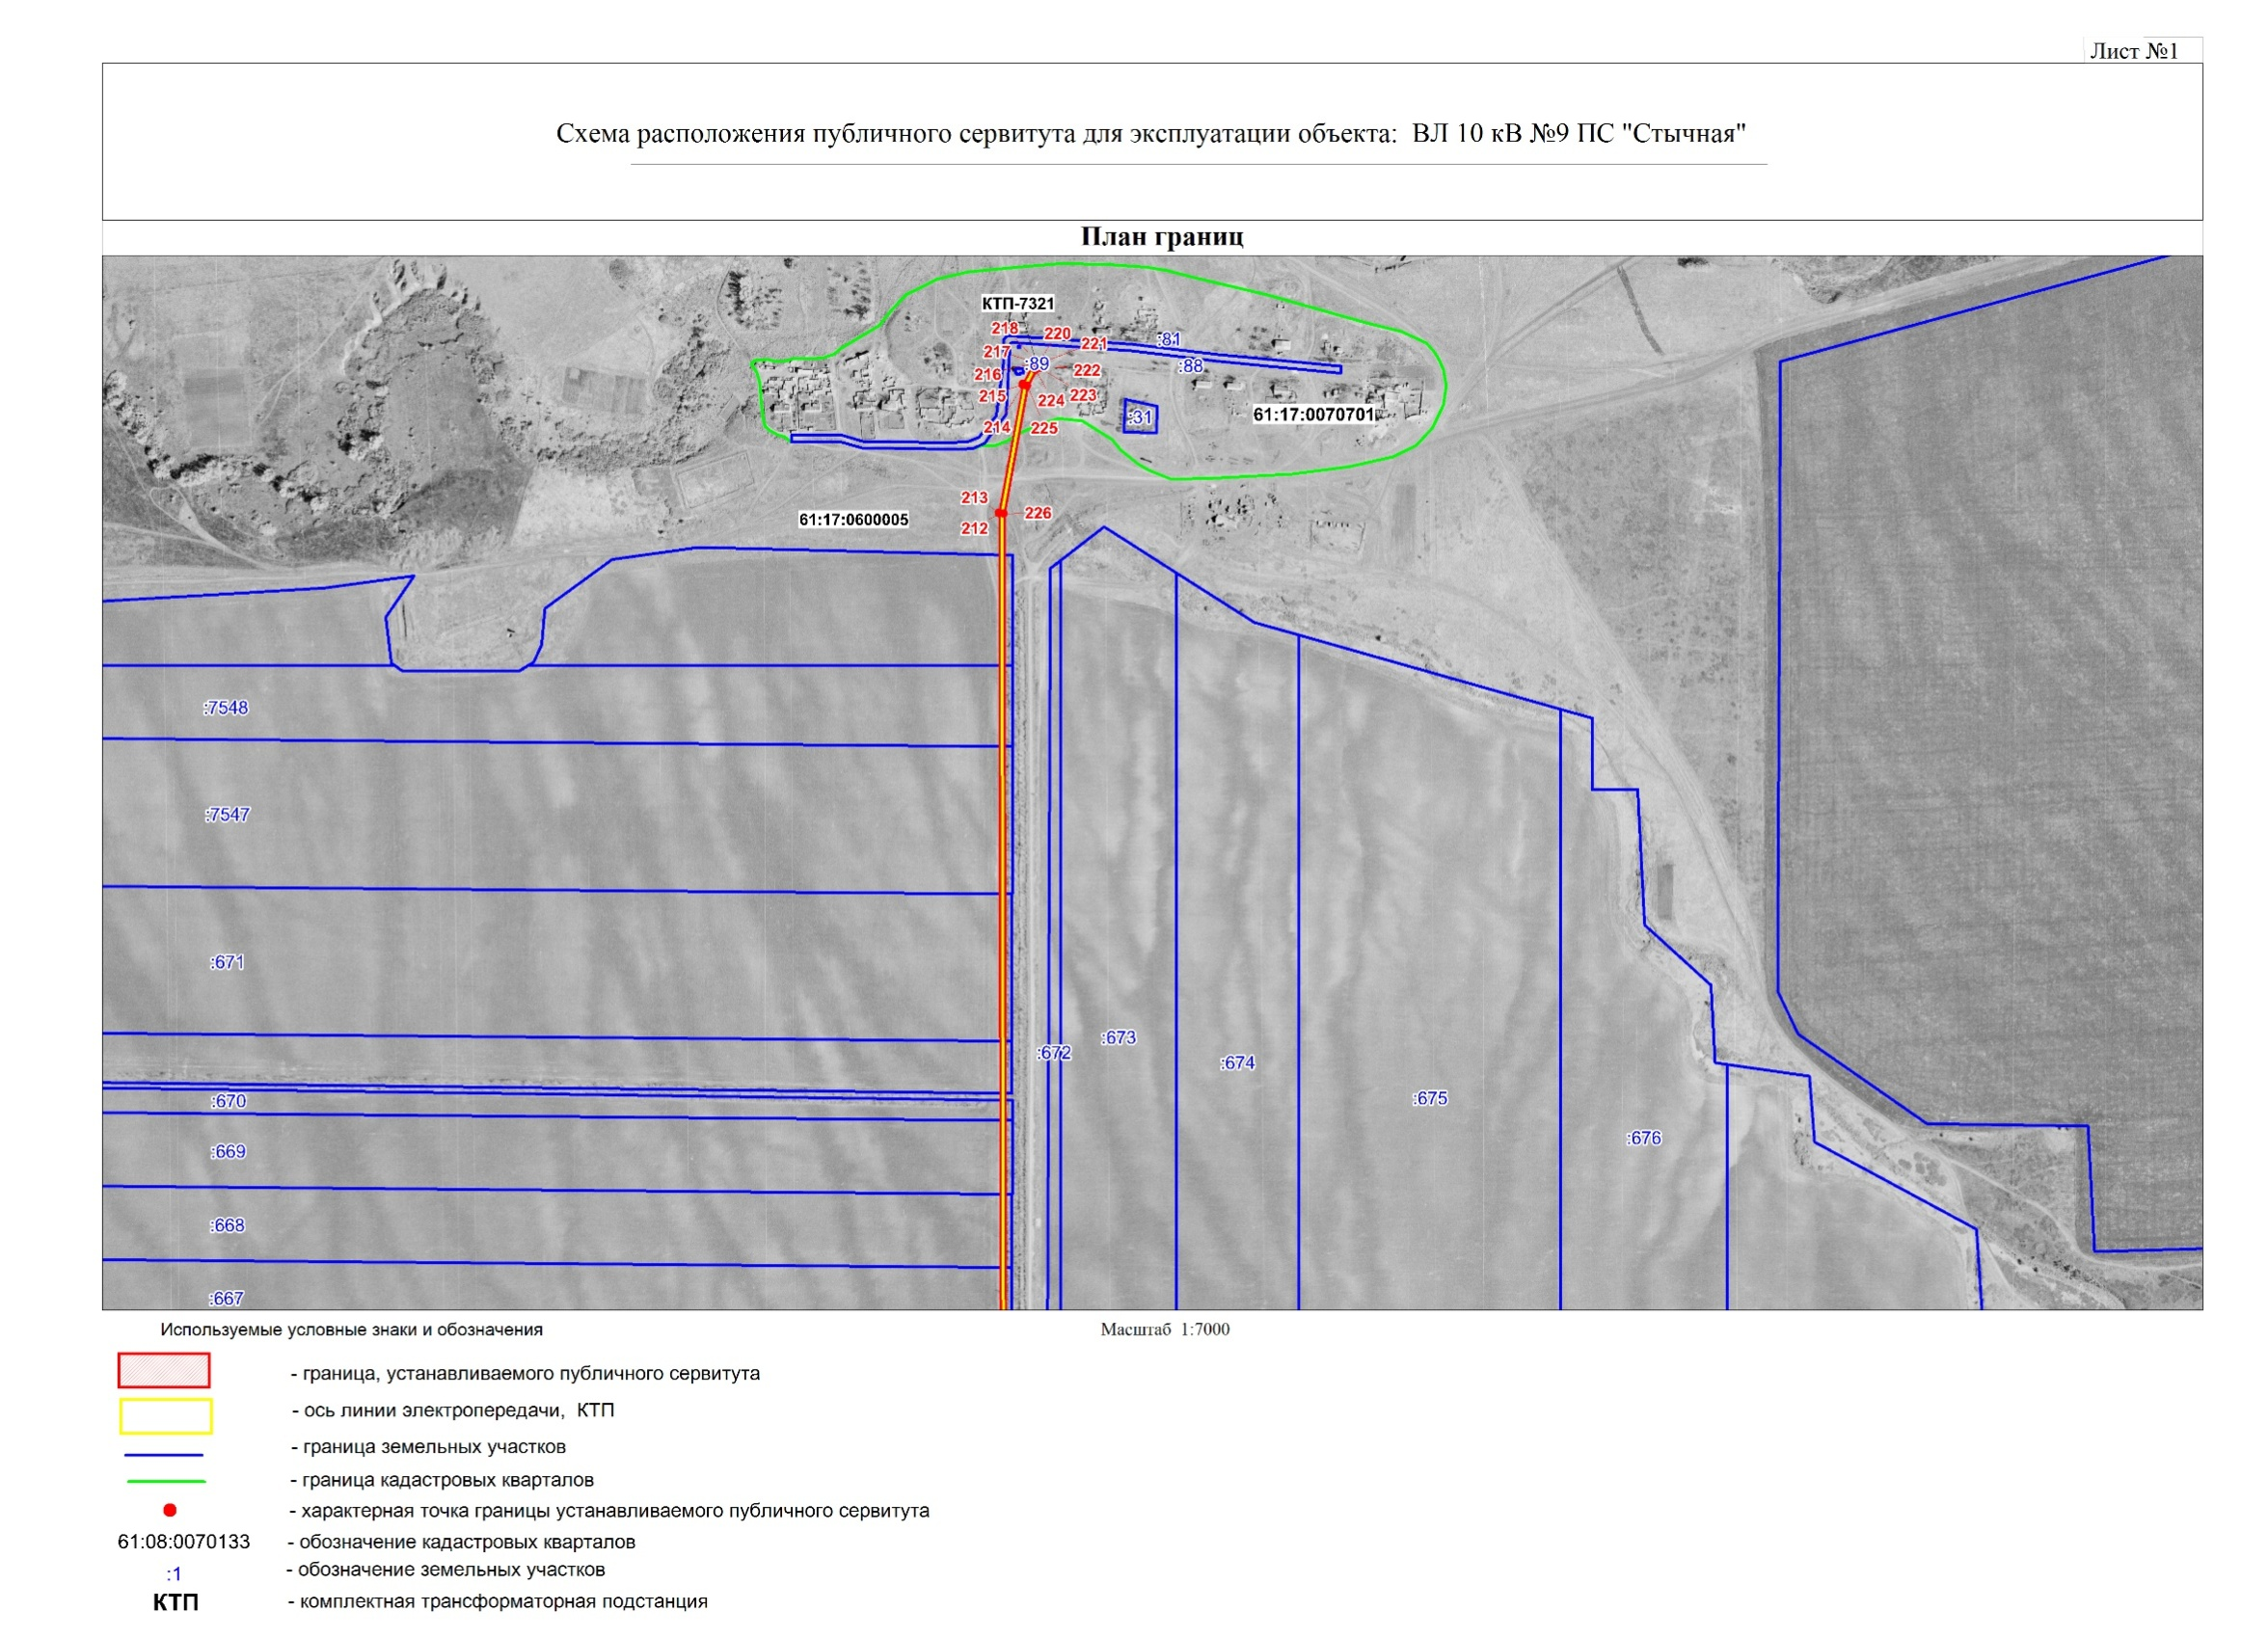 Лист №1
Схема расположения публичного сервитута для эксплуатации объекта: ВЛ 10 кВ №9 ПС "Стычная"
План границ
КТП-7321
218
220
:81
217
221
:89
:88
216
222
215
224
223
:31
61:17:0070701
214
225
213
61:17:0600005
226
212
:7548
:7547
:671
:672
:673
:674
:675
:670
:676
:669
:668
:667
Используемые условные знаки и обозначения
Масштаб 1:7000
- граница, устанавливаемого публичного сервитута
- ось линии электропередачи, КТП
- граница земельных участков
- граница кадастровых кварталов
- характерная точка границы устанавливаемого публичного сервитута
61:08:0070133 - обозначение кадастровых кварталов
:1 - обозначение земельных участков
КТП - комплектная трансформаторная подстанция